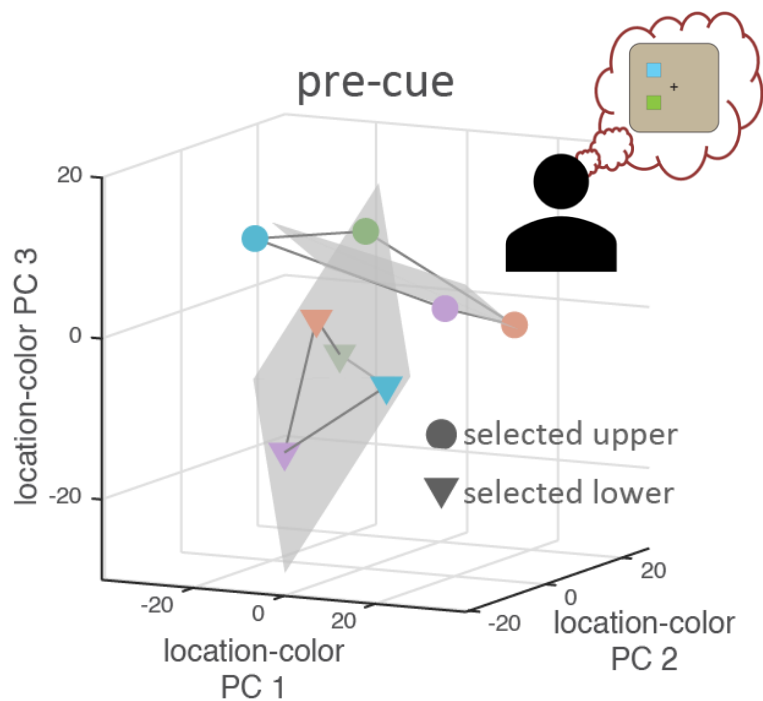 pre-cue
20
0
-20
location-color PC 3
selected upper
selected lower
-20
0
20
location-color
PC 1
-20
0
20
location-color
PC 2